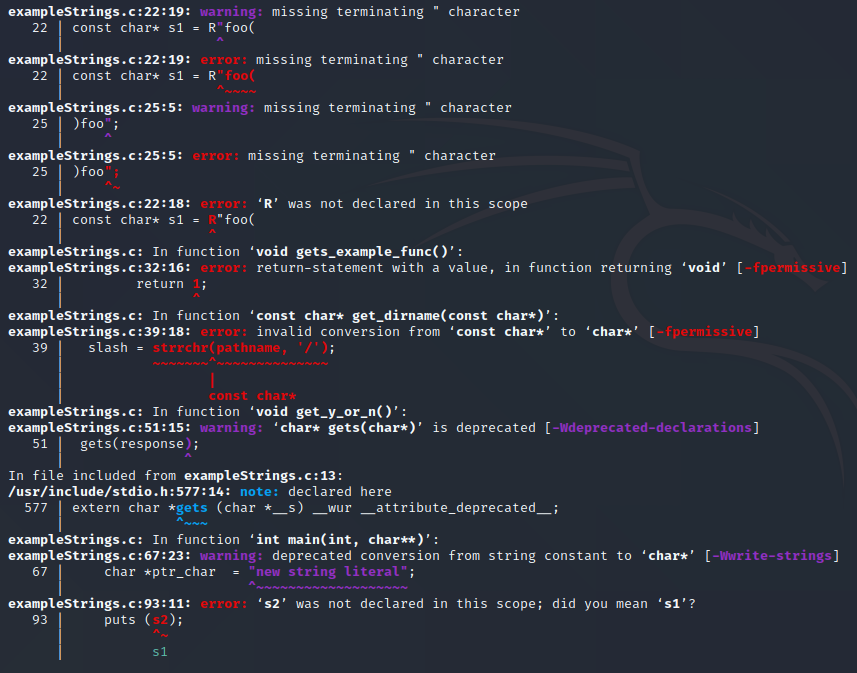 exampleStrings.c:22:19: warning: missing terminating " character
   22 | const char* s1 = R"foo(
      |                   ^
exampleStrings.c:22:19: error: missing terminating " character
   22 | const char* s1 = R"foo(
      |                   ^~~~~
exampleStrings.c:25:5: warning: missing terminating " character
   25 | )foo";
      |     ^
exampleStrings.c:25:5: error: missing terminating " character
   25 | )foo";
      |     ^~
exampleStrings.c:22:18: error: ‘R’ was not declared in this scope
   22 | const char* s1 = R"foo(
      |                  ^
exampleStrings.c: In function ‘void gets_example_func()’:
exampleStrings.c:32:16: error: return-statement with a value, in function returning ‘void’ [-fpermissive]
   32 |         return 1;
      |                ^
exampleStrings.c: In function ‘const char* get_dirname(const char*)’:
exampleStrings.c:39:18: error: invalid conversion from ‘const char*’ to ‘char*’ [-fpermissive]
   39 |   slash = strrchr(pathname, '/');
      |           ~~~~~~~^~~~~~~~~~~~~~~
      |                  |
      |                  const char*
exampleStrings.c: In function ‘void get_y_or_n()’:
exampleStrings.c:51:15: warning: ‘char* gets(char*)’ is deprecated [-Wdeprecated-declarations]
   51 |  gets(response);
      |               ^
In file included from exampleStrings.c:13:
/usr/include/stdio.h:577:14: note: declared here
  577 | extern char *gets (char *__s) __wur __attribute_deprecated__;
      |              ^~~~
exampleStrings.c: In function ‘int main(int, char**)’:
exampleStrings.c:67:23: warning: deprecated conversion from string constant to ‘char*’ [-Wwrite-strings]
   67 |     char *ptr_char  = "new string literal";
      |                       ^~~~~~~~~~~~~~~~~~~~
exampleStrings.c:93:11: error: ‘s2’ was not declared in this scope; did you mean ‘s1’?
   93 |     puts (s2);
      |           ^~
      |           s1